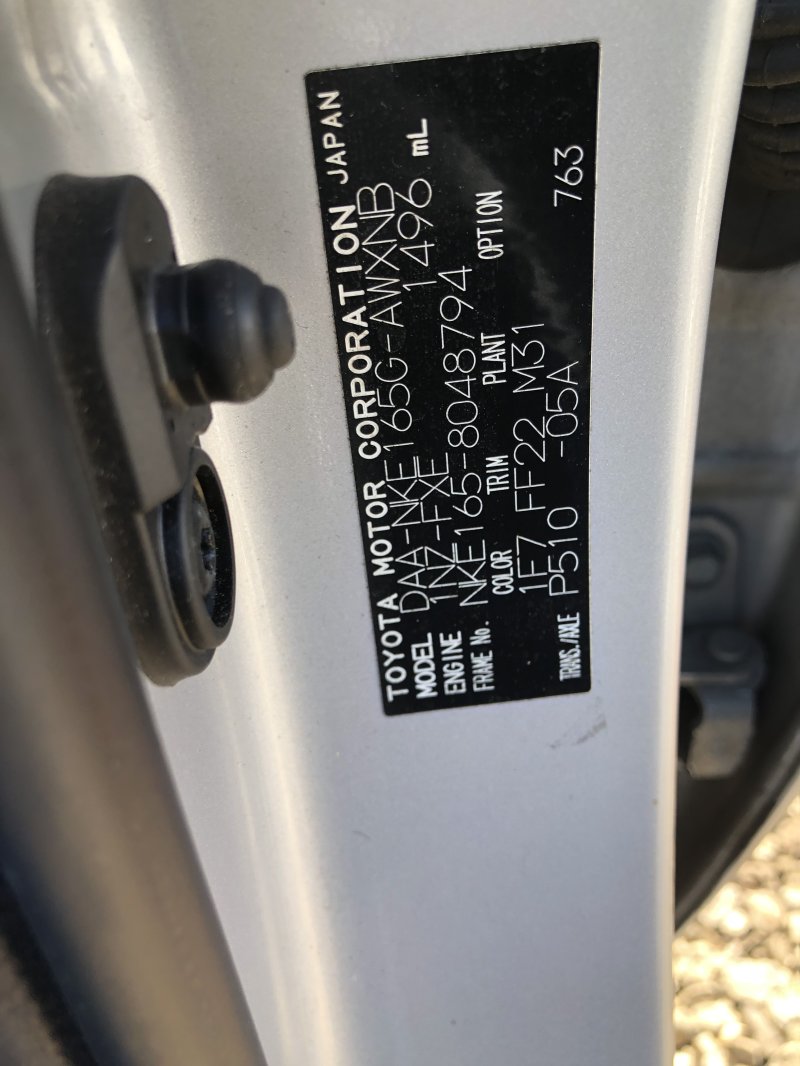 TOYOTA MOTOR CORPORATION JAPAN
MODEL DAA-NKE165G-AWXNB
ENGINE 1NZ-FXE 1496 mL
FRAME No. NKE165-8048794
COLOR TRIM PLANT OPTION
1F7 FF22 M31
TRANS./AXLE P510 -05A 763